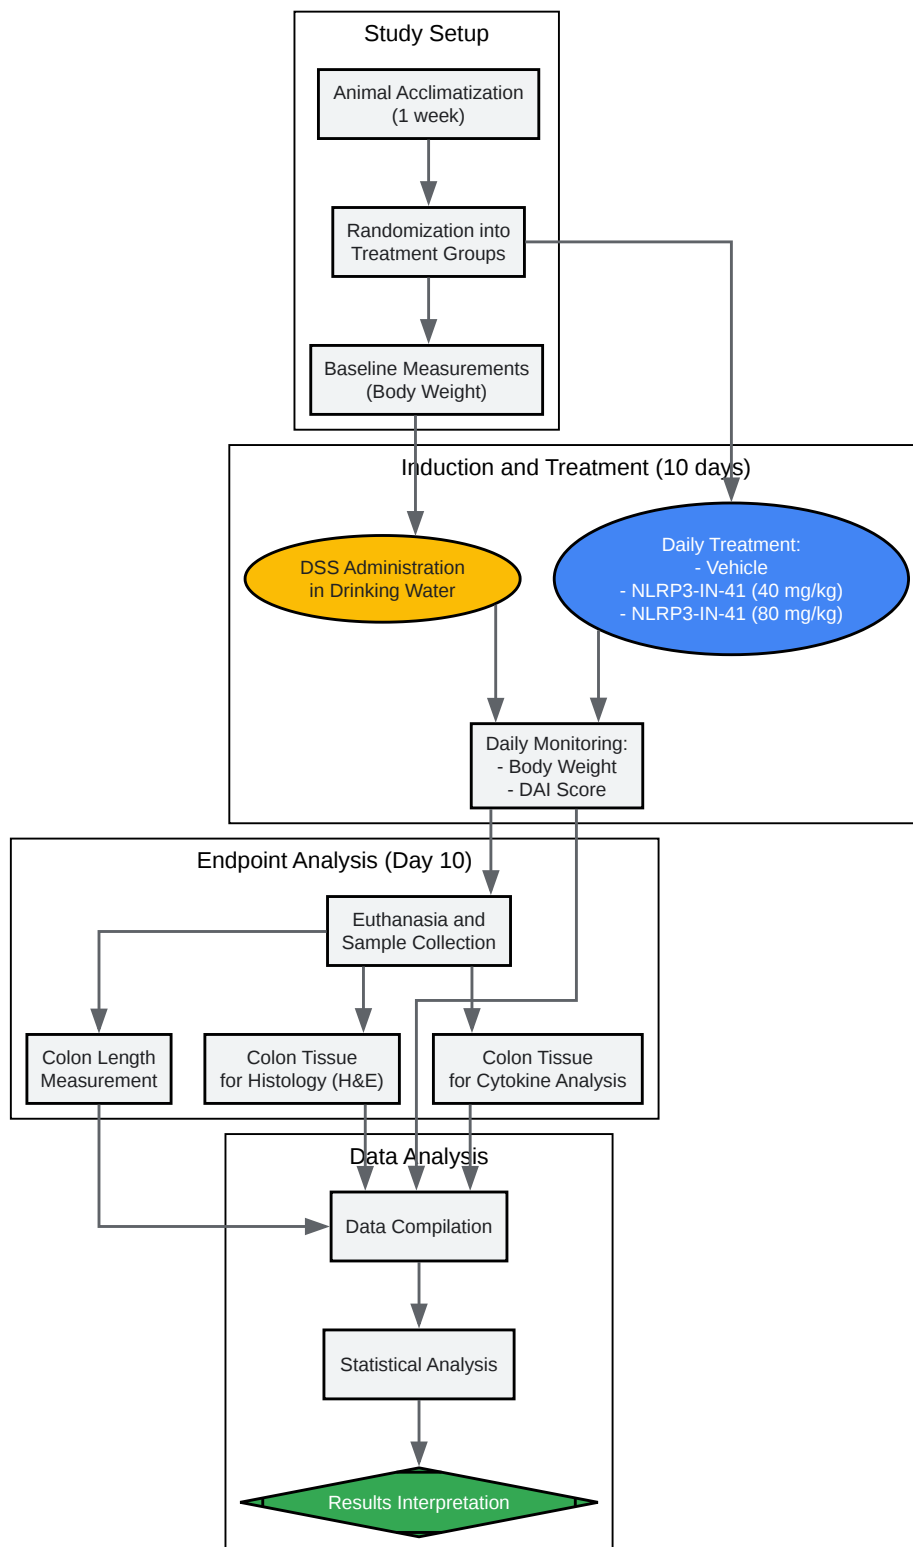 Study Setup
Animal Acclimatization
(1 week)
Randomization into
Treatment Groups
Baseline Measurements
(Body Weight)
Induction and Treatment (10 days)
DSS Administration
in Drinking Water
Daily Treatment:
- Vehicle
- NLRP3-IN-41 (40 mg/kg)
- NLRP3-IN-41 (80 mg/kg)
Daily Monitoring:
- Body Weight
- DAI Score
Endpoint Analysis (Day 10)
Euthanasia and
Sample Collection
Colon Length
Measurement
Colon Tissue
for Histology (H&E)
Colon Tissue
for Cytokine Analysis
Data Analysis
Data Compilation
Statistical Analysis
Results Interpretation